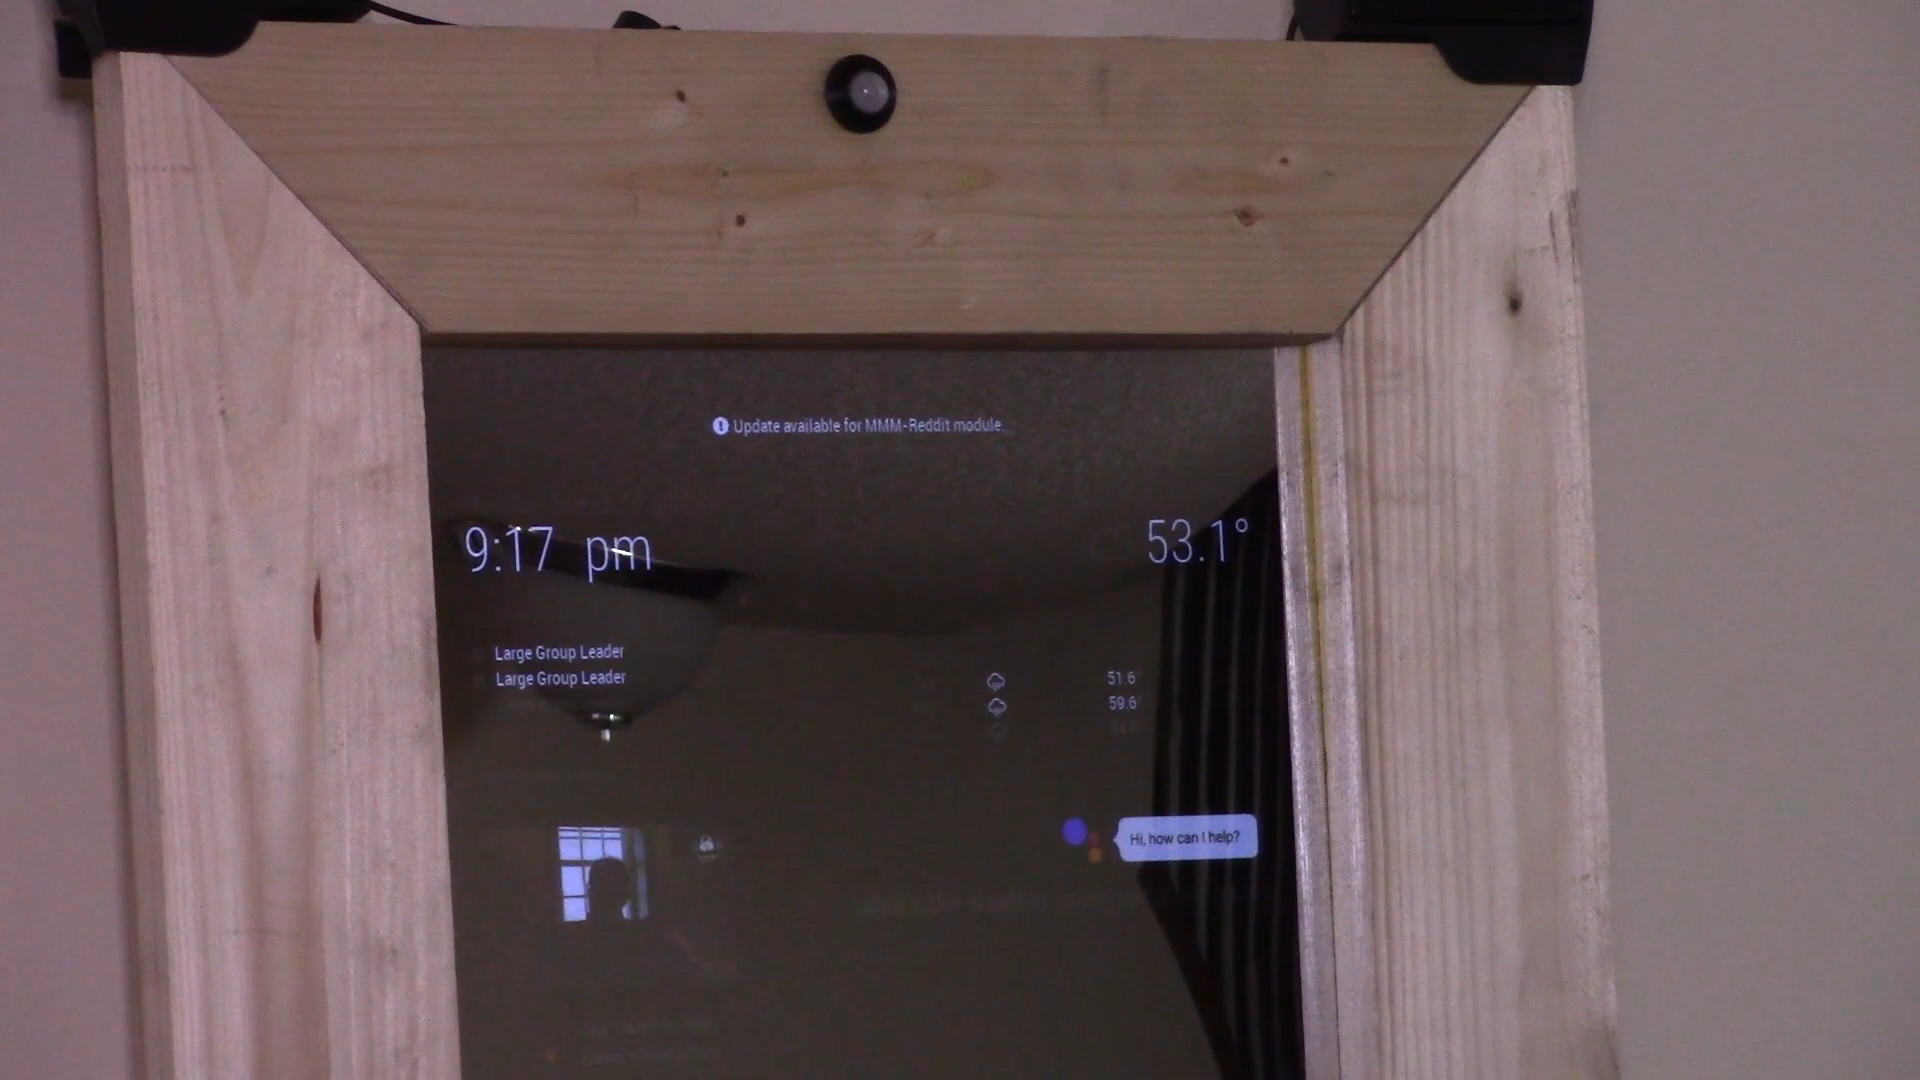 Update available for MMM-Reddit module.
9:17 pm
53.1°
Large Group Leader
Large Group Leader
51.6°
59.6°
Hi, how can I help?